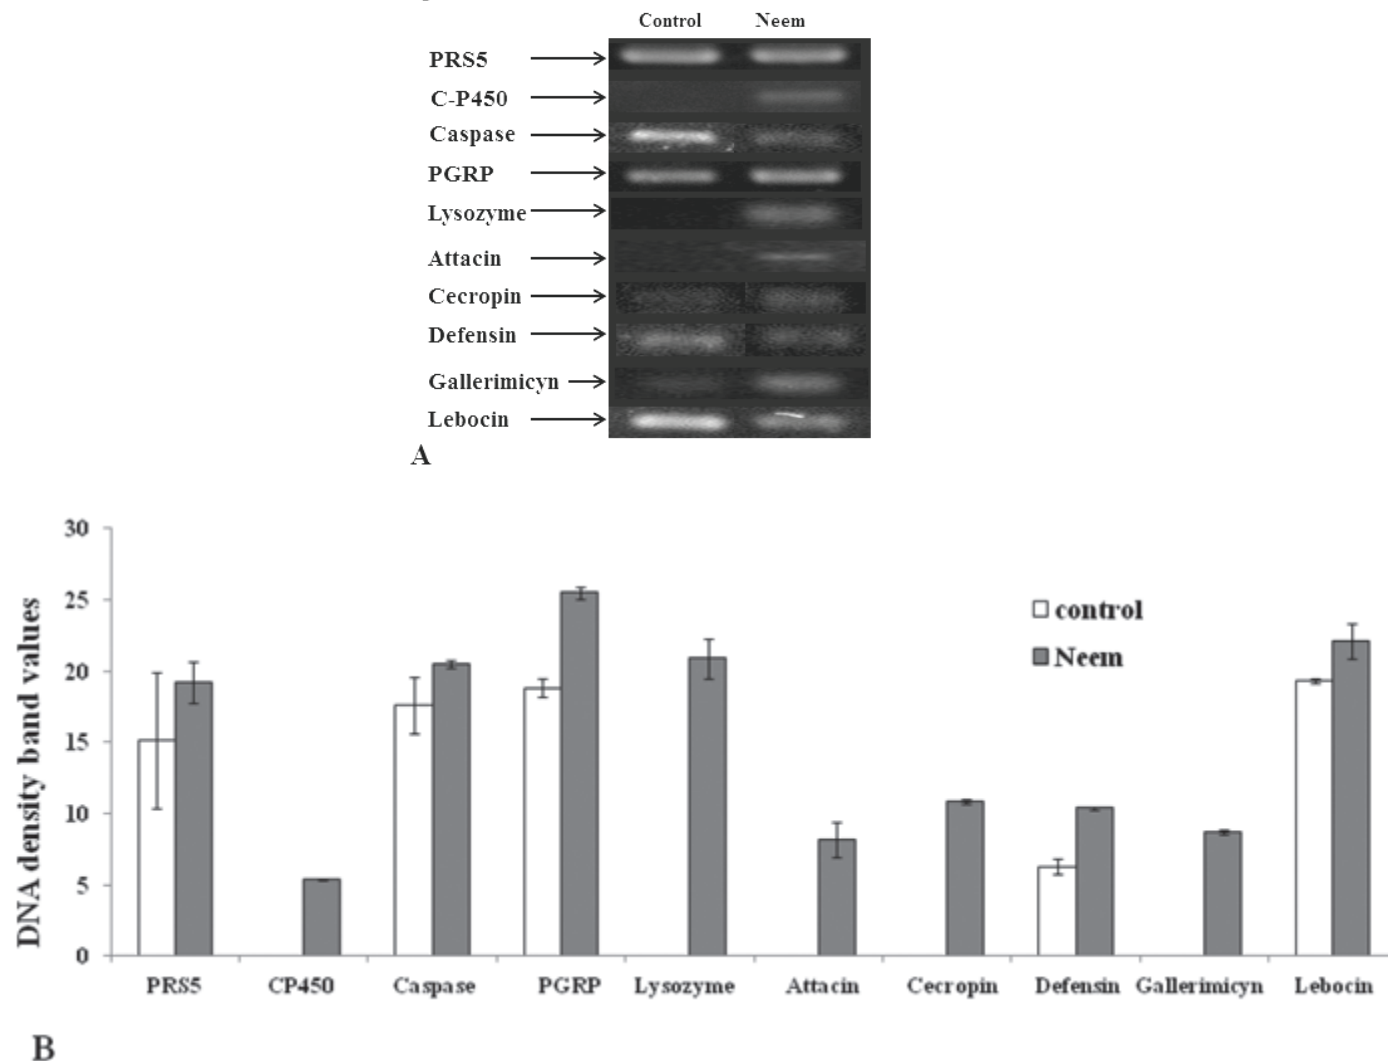 Control Neem
PRS5
C-P450
Caspase
PGRP
Lysozyme
Attacin
Cecropin
Defensin
Gallerimicyn
Lebocin
A
30
25
20
15
10
5
0
DNA density band values
control
Neem
PRS5 CP450 Caspase PGRP Lysozyme Attacin Cecropin Defensin Gallerimicyn Lebocin
B